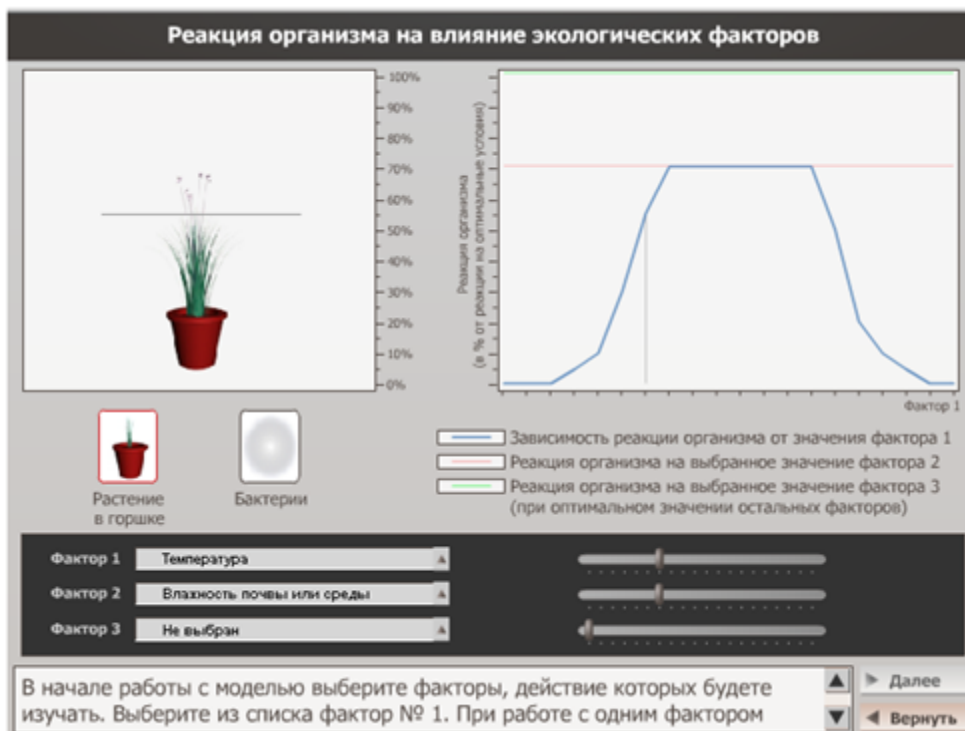 Реакция организма на влияние экологических факторов
100%
90%
80%
70%
60%
50%
40%
30%
20%
10%
0%
Реакция организма
(в % от реакции на оптимальные условия)
Фактор 1
Растение
в горшке
Бактерии
Зависимость реакции организма от значения фактора 1
Реакция организма на выбранное значение фактора 2
Реакция организма на выбранное значение фактора 3
(при оптимальном значении остальных факторов)
Фактор 1 Температура
Фактор 2 Влажность почвы или среды
Фактор 3 Не выбран
В начале работы с моделью выберите факторы, действие которых будете
изучать. Выберите из списка фактор № 1. При работе с одним фактором
Далее
Вернуть